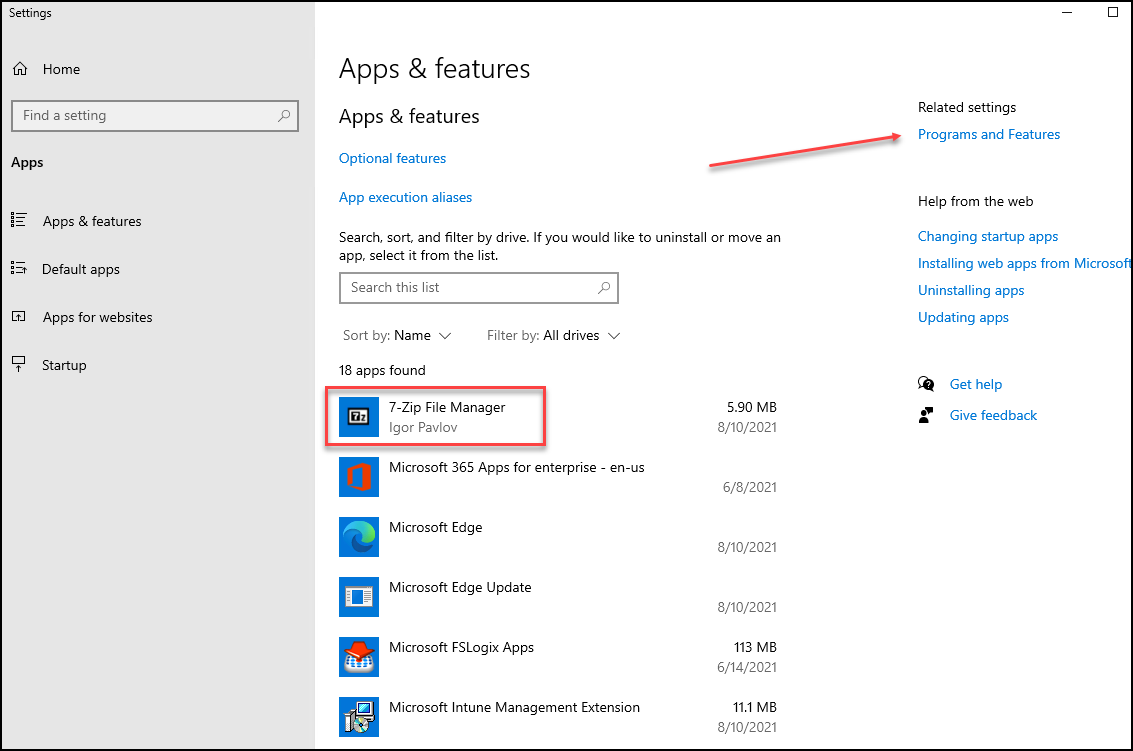 Settings
Home
Find a setting
Apps
Apps & features
Default apps
Apps for websites
Startup
Apps & features
Apps & features
Optional features
App execution aliases
Search, sort, and filter by drive. If you would like to uninstall or move an
app, select it from the list.
Search this list
Sort by: Name
Filter by: All drives
18 apps found
7-Zip File Manager
5.90 MB
Igor Pavlov
8/10/2021
Microsoft 365 Apps for enterprise - en-us
6/8/2021
Microsoft Edge
8/10/2021
Microsoft Edge Update
8/10/2021
Microsoft FSLogix Apps
113 MB
6/14/2021
Microsoft Intune Management Extension
11.1 MB
8/10/2021
Related settings
Programs and Features
Help from the web
Changing startup apps
Installing web apps from Microsoft
Uninstalling apps
Updating apps
Get help
Give feedback